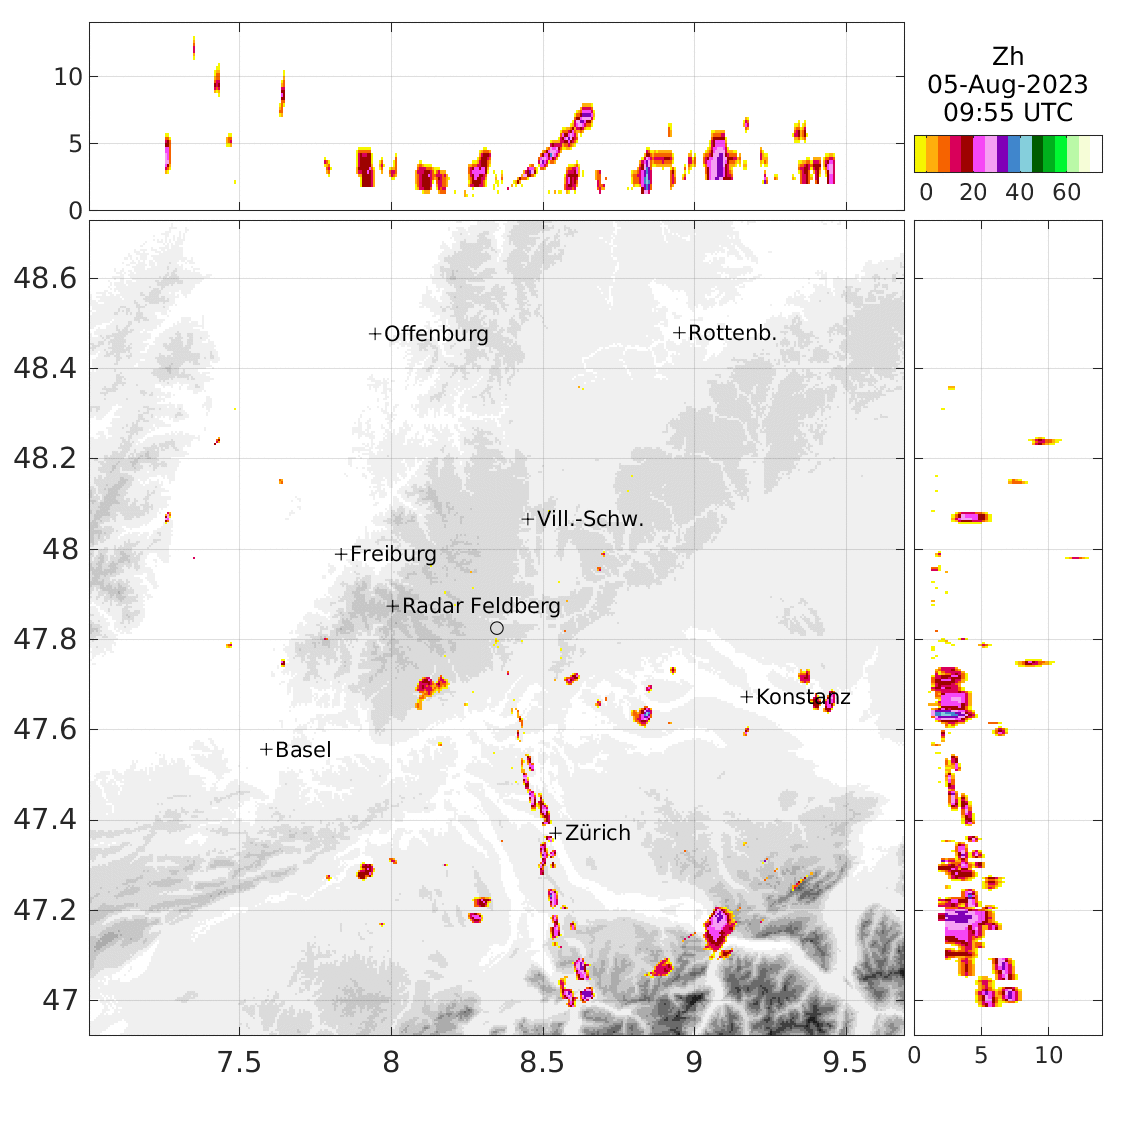 10
5
0
Zh
05-Aug-2023
09:55 UTC
0 20 40 60
48.6
48.4
48.2
48
47.8
47.6
47.4
47.2
47
Offenburg
Rottenb.
Vill.-Schw.
Freiburg
Radar Feldberg
Konstanz
Basel
Zürich
7.5 8 8.5 9 9.5
0 5 10